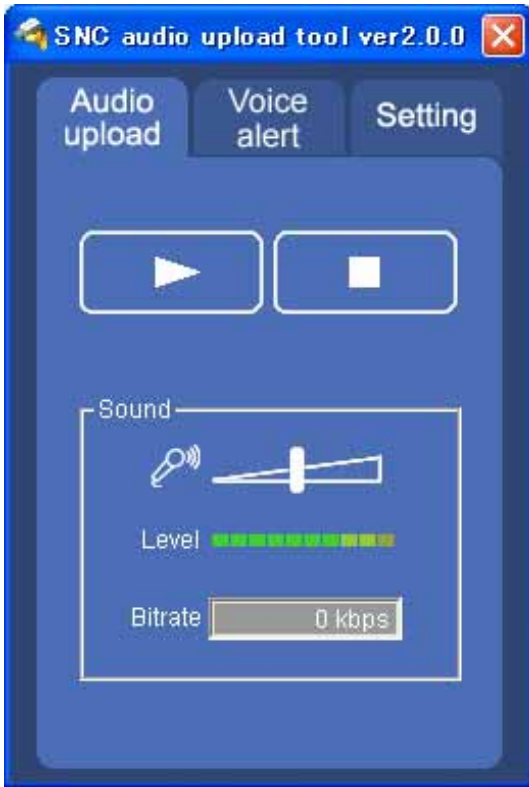 SNC audio upload tool ver2.0.0
Audio
upload
Voice
alert
Setting
Sound
Level
Bitrate
0 kbps